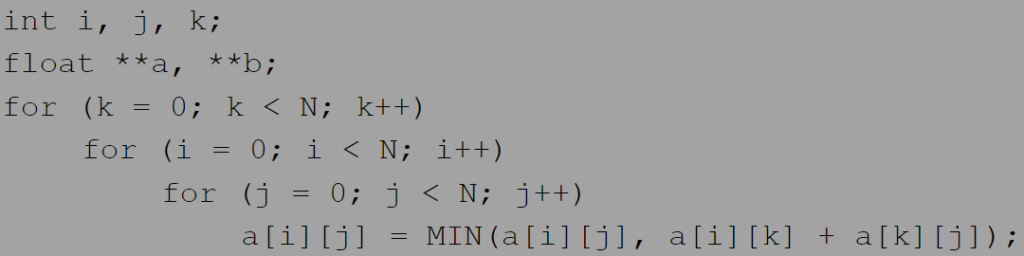 int i, j, k;
float **a, **b;
for (k = 0; k < N; k++)
for (i = 0; i < N; i++)
for (j = 0; j < N; j++)
a[i][j] = MIN(a[i][j], a[i][k] + a[k][j]);